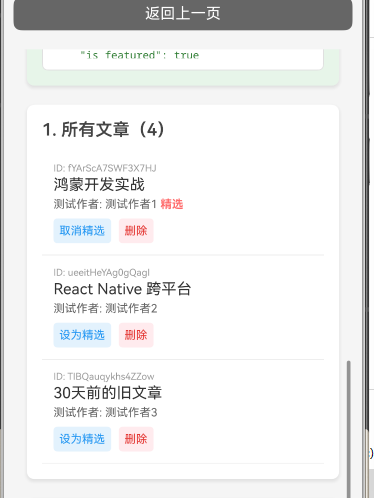 返回上一页
"is_featured": true
1. 所有文章（4）
ID: fYArScA7SWF3X7HJ
鸿蒙开发实战
测试作者: 测试作者1 精选
取消精选 删除
ID: ueeitHeYAg0gQagI
React Native 跨平台
测试作者: 测试作者2
设为精选 删除
ID: TIBQauqykhs4ZZow
30天前的旧文章
测试作者: 测试作者3
设为精选 删除